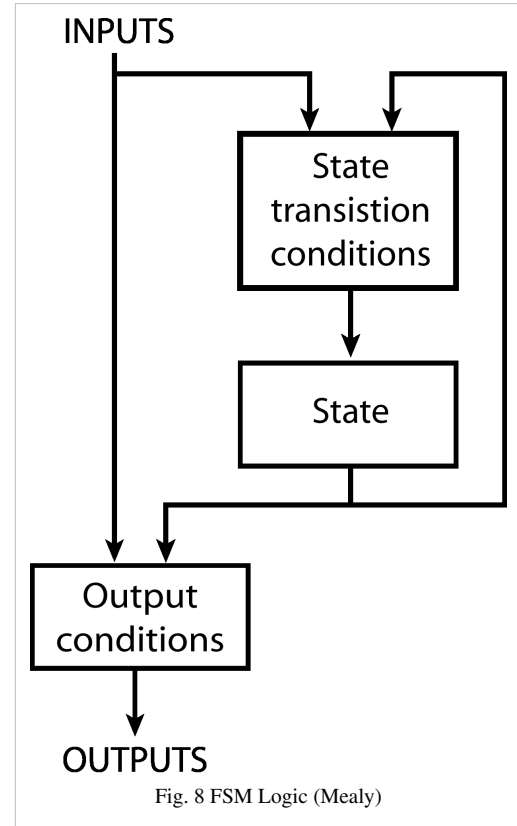 INPUTS
State
transistion
conditions
State
Output
conditions
OUTPUTS
Fig. 8 FSM Logic (Mealy)